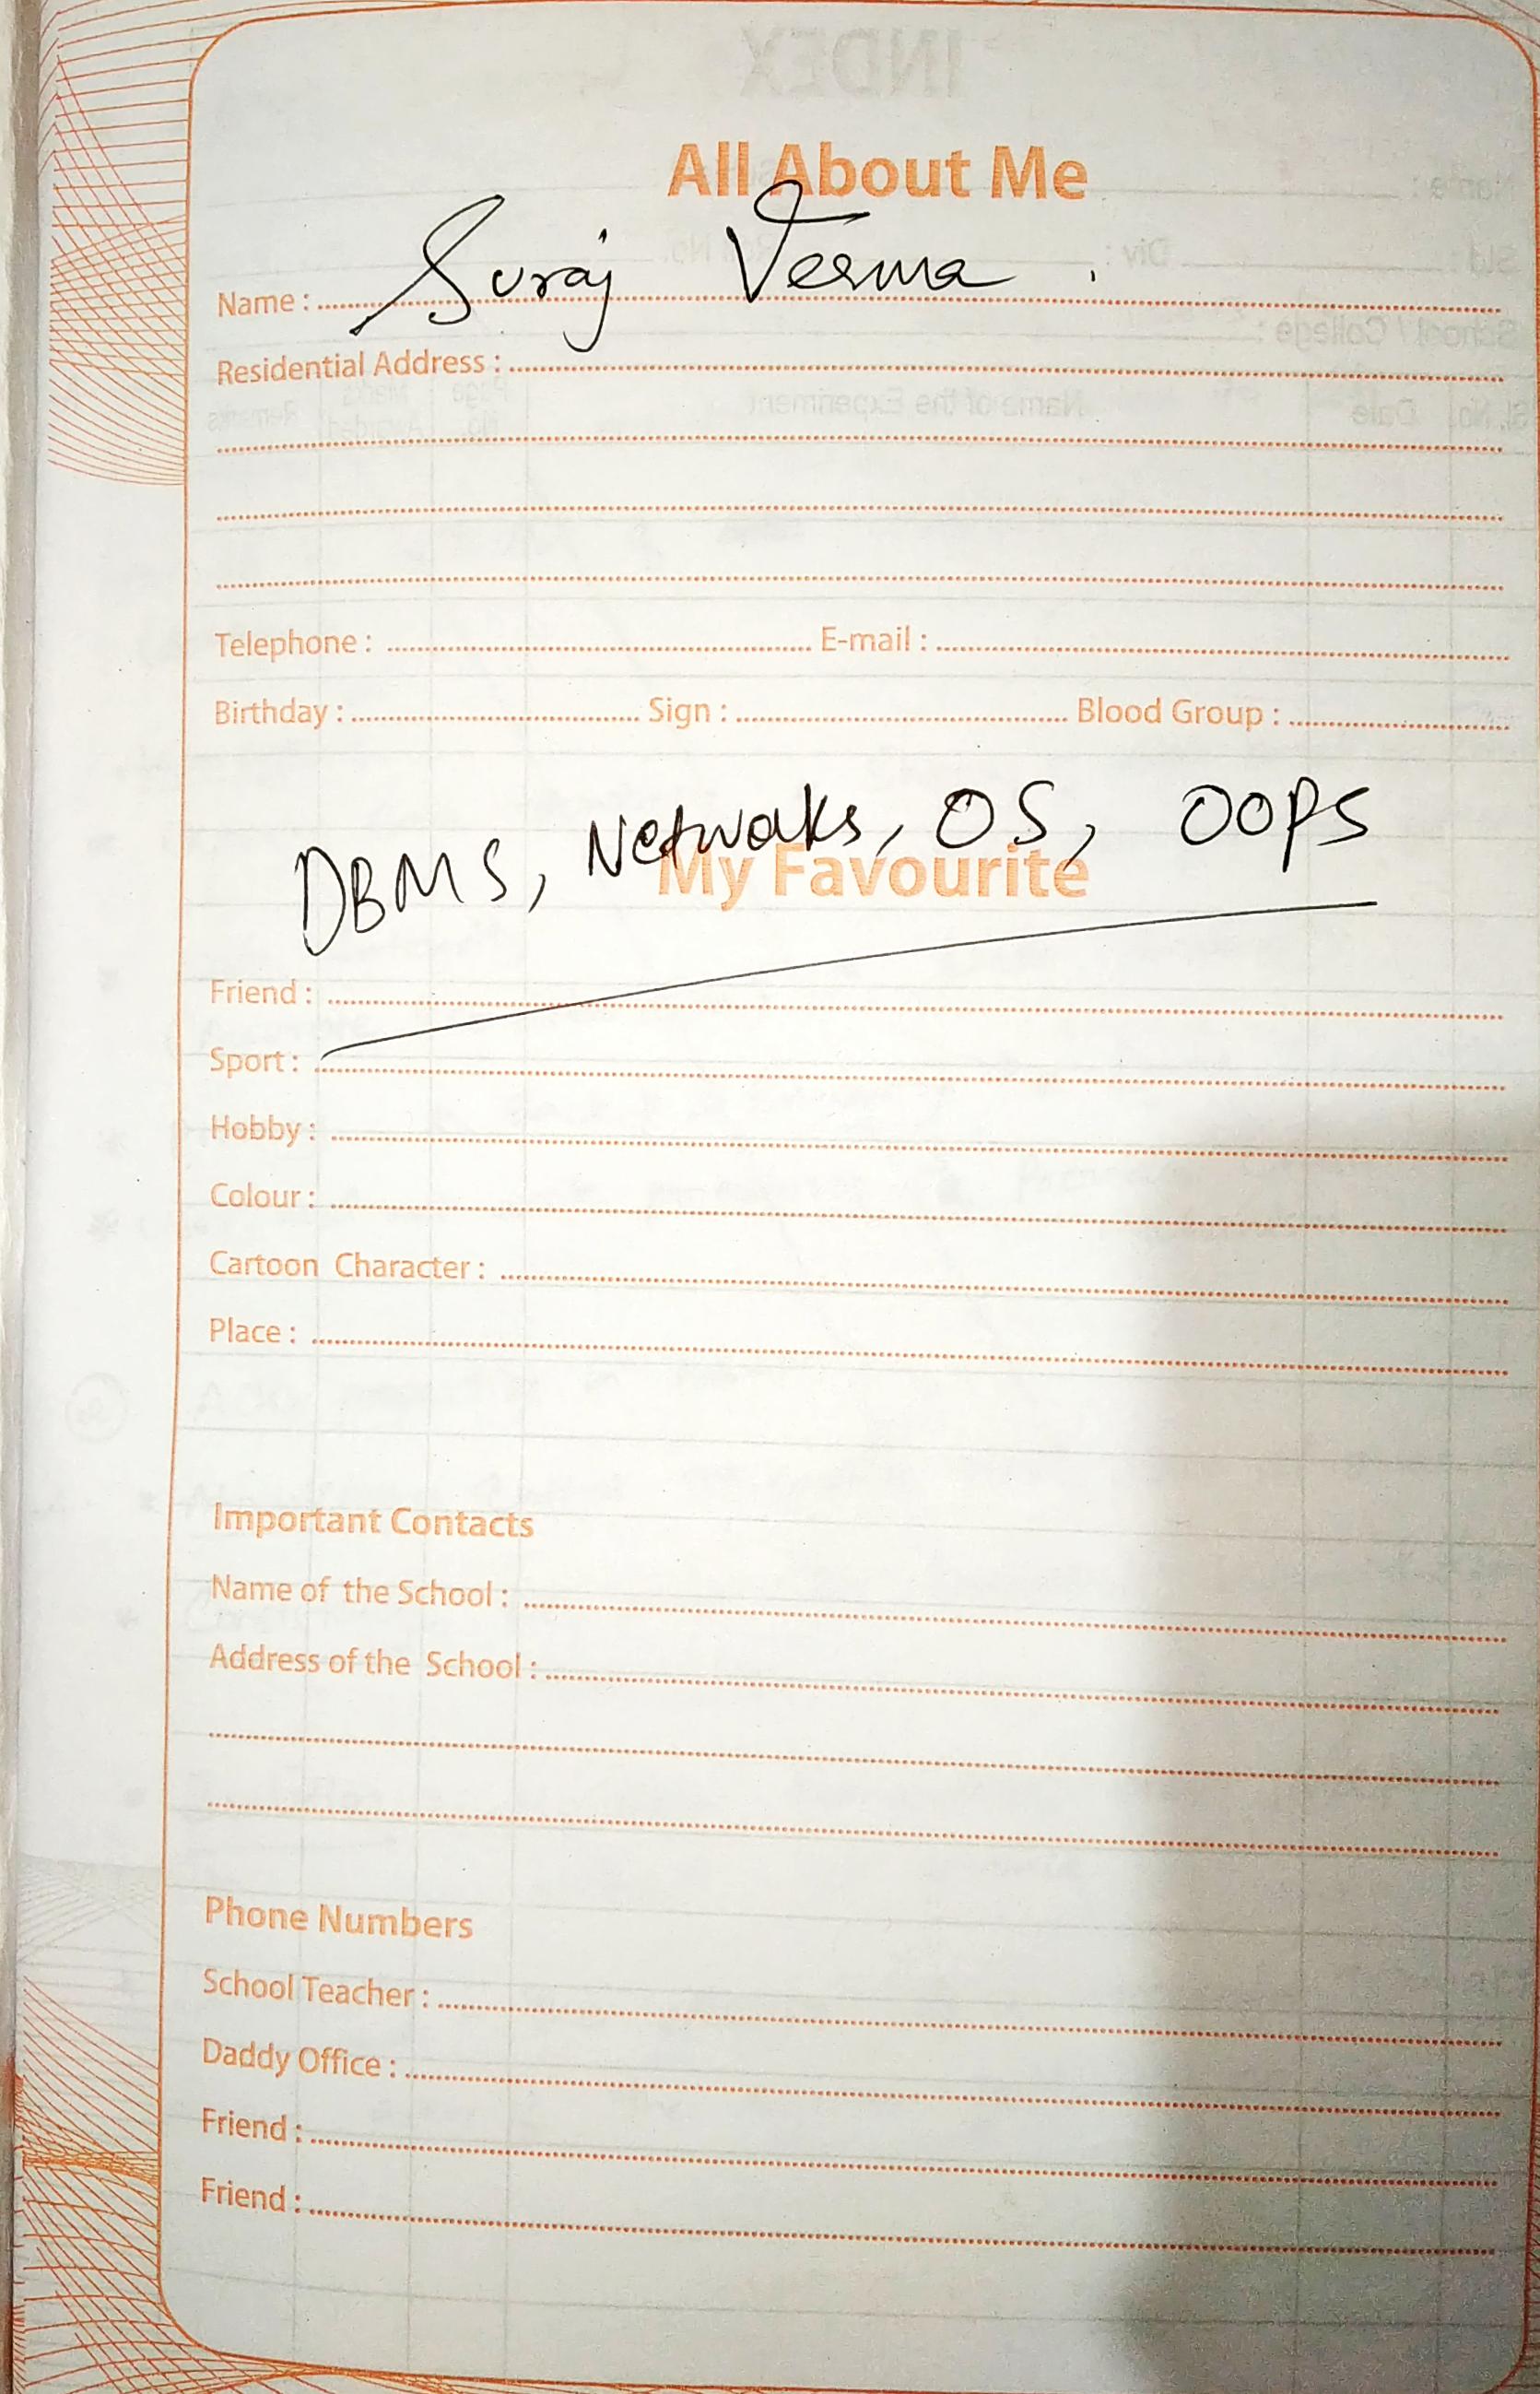 All About Me
Name : Suraj Verma .
Residential Address :
Telephone : E-mail :
Birthday : Sign : Blood Group :
DBMS, Netwoks, OS, OOPS
My Favourite
Friend :
Sport :
Hobby :
Colour :
Cartoon Character :
Place :
Important Contacts
Name of the School :
Address of the School :
Phone Numbers
School Teacher :
Daddy Office :
Friend :
Friend :